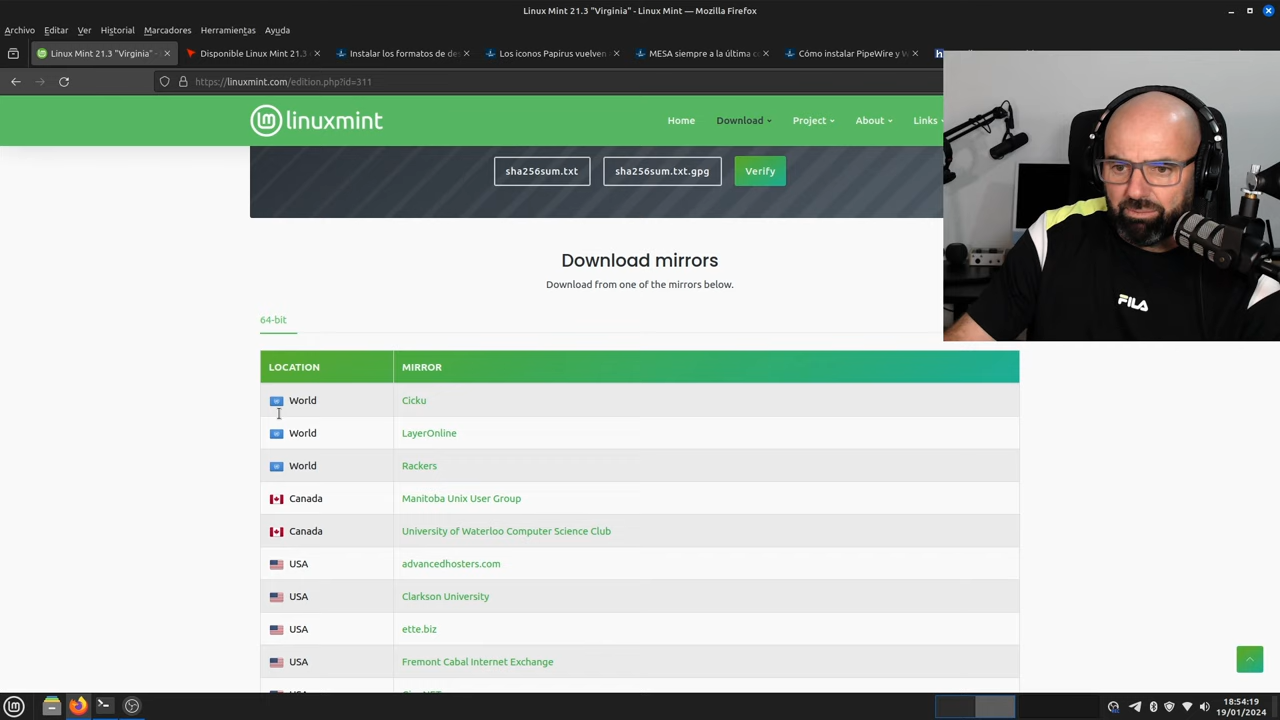 Linux Mint 21.3 "Virginia" - Linux Mint — Mozilla Firefox
Archivo Editar Ver Historial Marcadores Herramientas Ayuda
Linux Mint 21.3 "Virginia"
Disponible Linux Mint 21.3
Instalar los formatos de de
Los iconos Papirus vuelven
MESA siempre a la última c
Cómo instalar PipeWire y W
https://linuxmint.com/edition.php?id=311
linuxmint
Home Download Project About Links
sha256sum.txt sha256sum.txt.gpg Verify
Download mirrors
Download from one of the mirrors below.
64-bit
LOCATION MIRROR
World Cicku
World LayerOnline
World Rackers
Canada Manitoba Unix User Group
Canada University of Waterloo Computer Science Club
USA advancedhosters.com
USA Clarkson University
USA ette.biz
USA Fremont Cabal Internet Exchange
FILA
18:54:19
19/01/2024